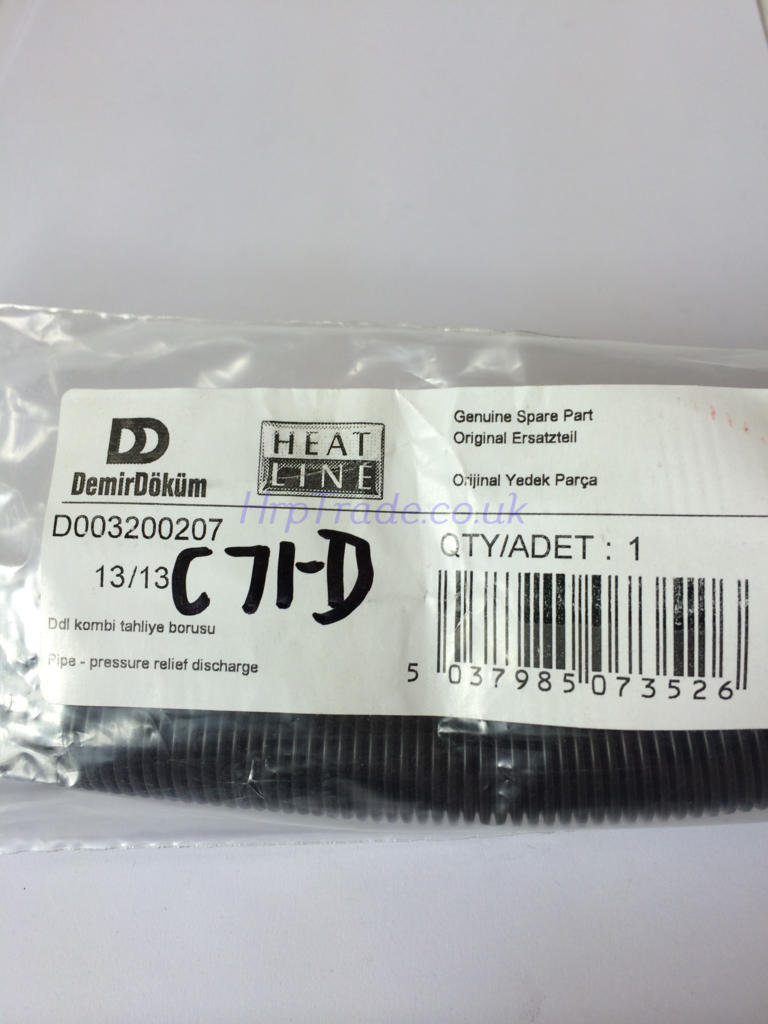 DD
DemirDöküm
HEAT
LINE
Genuine Spare Part
Original Ersatzteil
Orijinal Yedek Parça
HrpTrade.co.uk
D003200207
13/13
C71-D
QTY/ADET : 1
Ddl kombi tahliye borusu
Pipe - pressure relief discharge
5 037985 073526